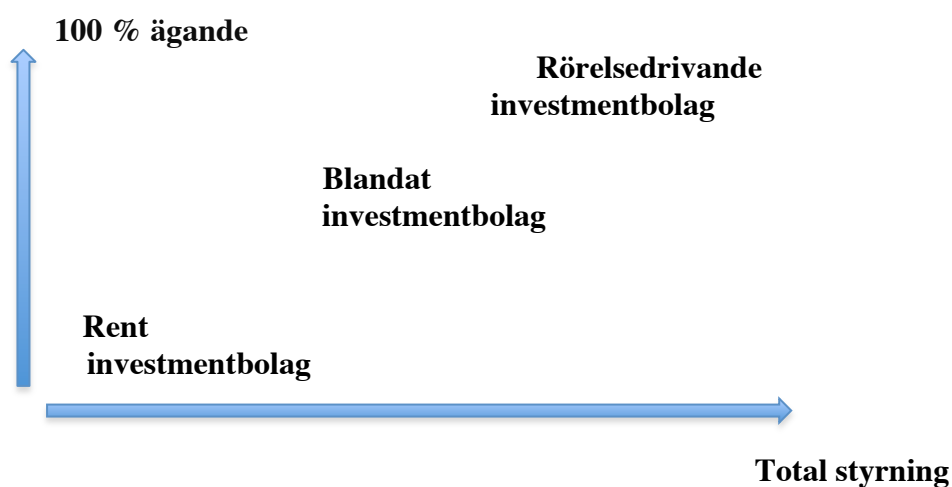 100 % ägande
Rörelsedrivande
investmentbolag
Blandat
investmentbolag
Rent
investmentbolag
Total styrning